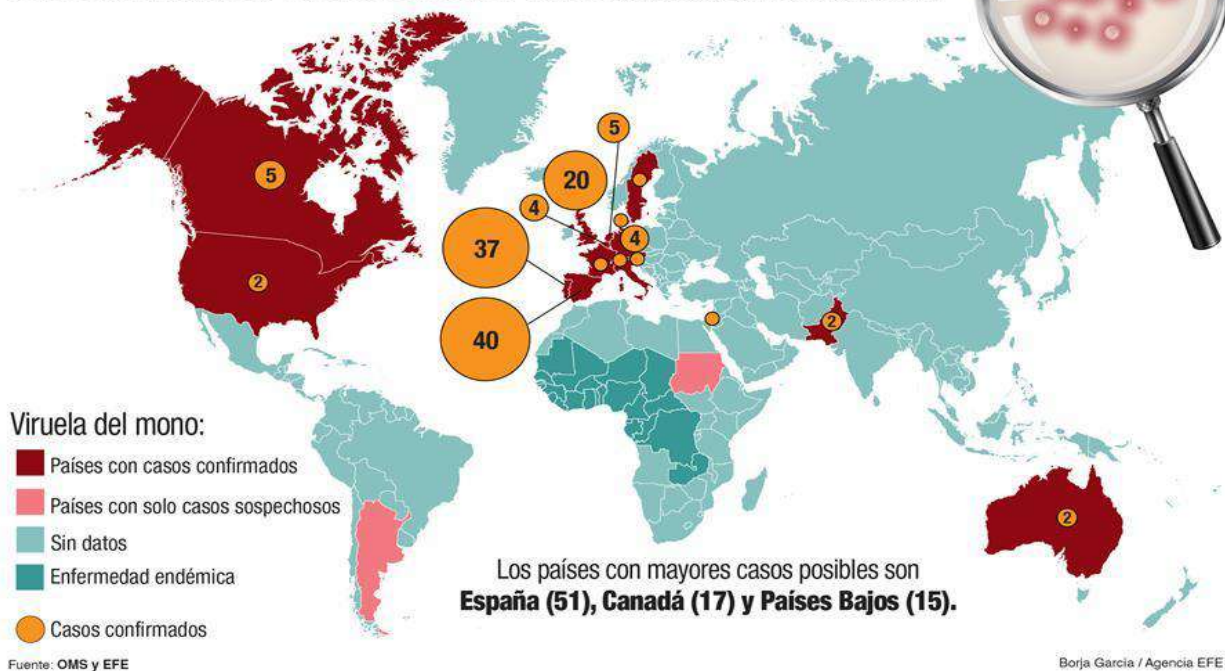 5
20
4
5
4
37
2
40
2
2
Viruela del mono:
Países con casos confirmados
Países con solo casos sospechosos
Sin datos
Enfermedad endémica
Casos confirmados
Los países con mayores casos posibles son
España (51), Canadá (17) y Países Bajos (15).
Fuente: OMS y EFE
Borja García / Agencia EFE